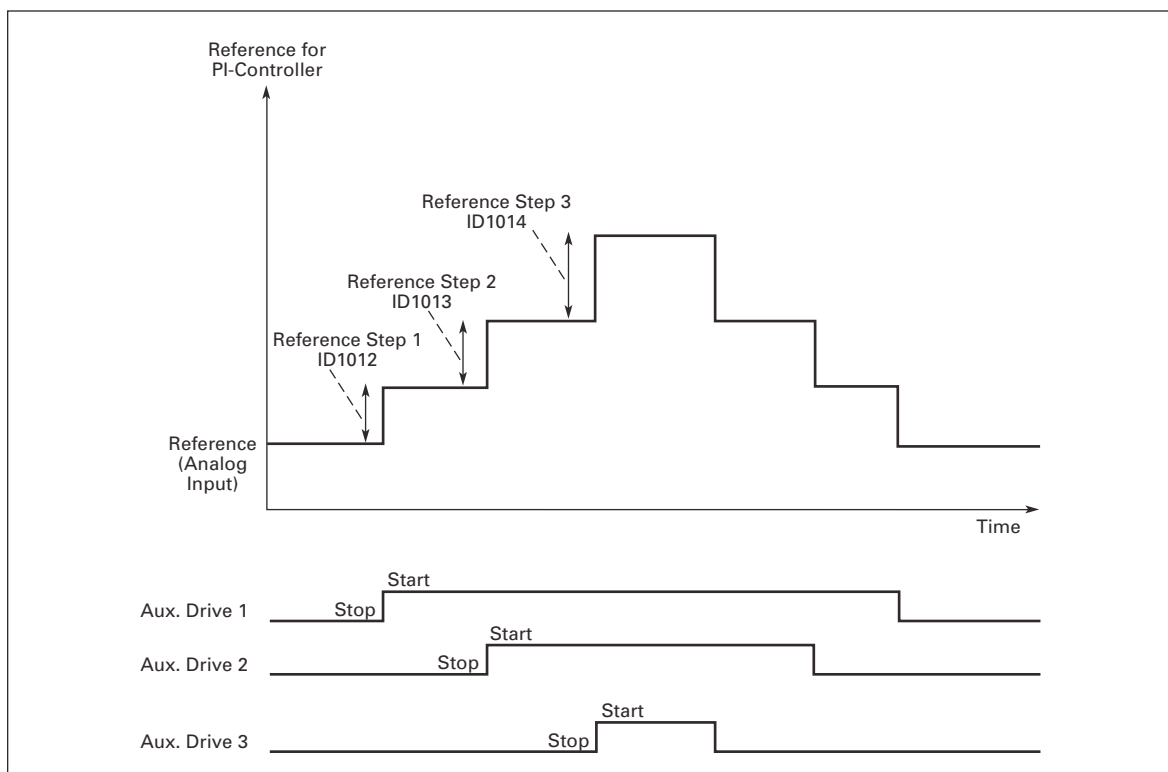 Reference for
PI-Controller
Reference Step 3
ID1014
Reference Step 2
ID1013
Reference Step 1
ID1012
Reference
(Analog
Input)
Time
Start
Aux. Drive 1
Stop
Start
Aux. Drive 2
Stop
Start
Aux. Drive 3
Stop